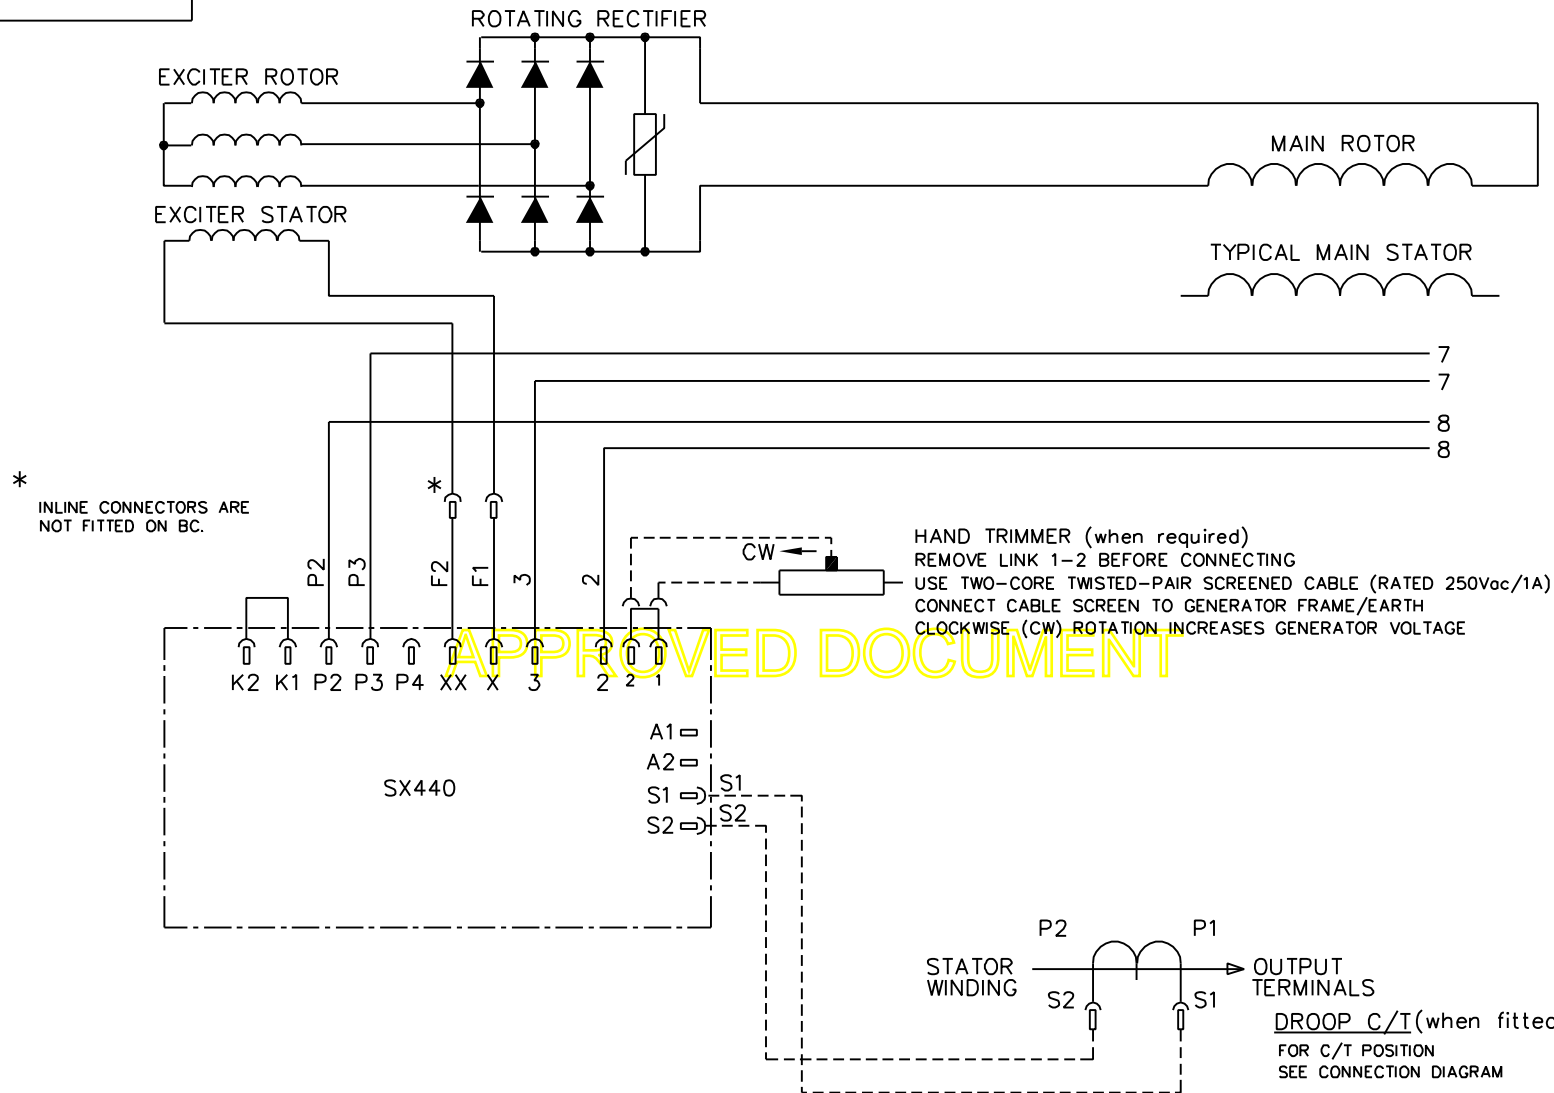 ROTATING RECTIFIER
EXCITER ROTOR
MAIN ROTOR
EXCITER STATOR
TYPICAL MAIN STATOR
7
7
8
8
*
INLINE CONNECTORS ARE
NOT FITTED ON BC.
*
P2
P3
F2
F1
3
2
CW
HAND TRIMMER (when required)
REMOVE LINK 1-2 BEFORE CONNECTING
USE TWO-CORE TWISTED-PAIR SCREENED CABLE (RATED 250Vac/1A)
CONNECT CABLE SCREEN TO GENERATOR FRAME/EARTH
CLOCKWISE (CW) ROTATION INCREASES GENERATOR VOLTAGE
APPROVED DOCUMENT
K2 K1 P2 P3 P4 XX X 3 2 2 1
A1
A2
SX440
S1 S1
S2 S2
P2 P1
STATOR
WINDING
OUTPUT
TERMINALS
S2 S1
DROOP C/T (when fitted
FOR C/T POSITION
SEE CONNECTION DIAGRAM